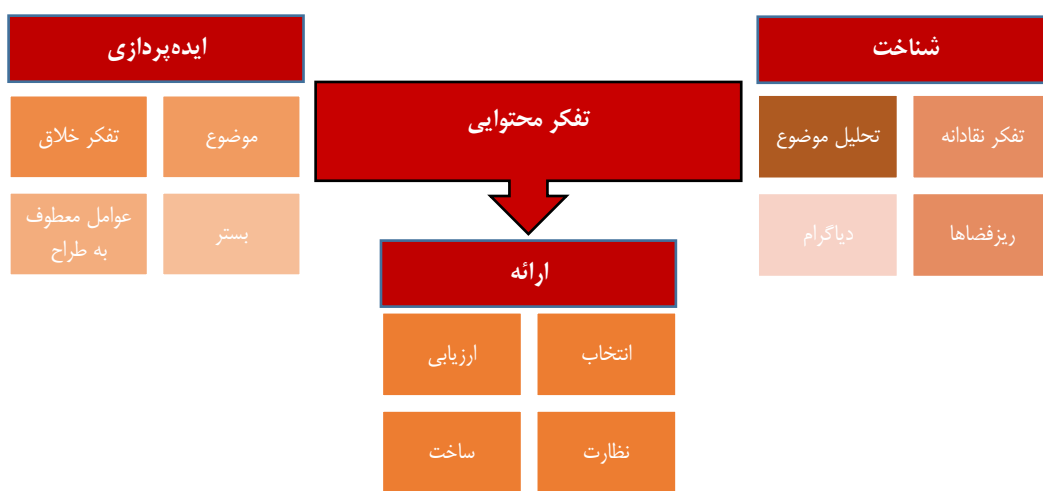 شناخت
تفکر نقادانه
تحلیل موضوع
ریزفضاها
دیاگرام
تفکر محتوایی
ایده‌پردازی
موضوع
تفکر خلاق
بستر
عوامل معطوف
به طراح
ارائه
انتخاب
ارزیابی
نظارت
ساخت